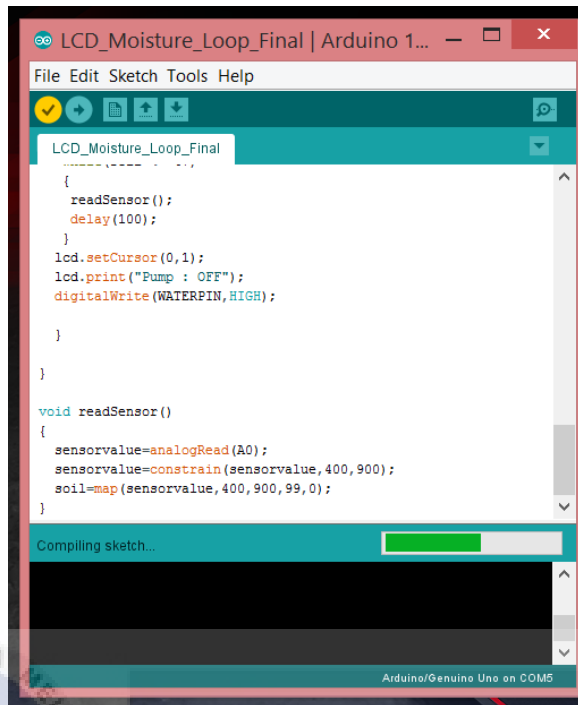 LCD_Moisture_Loop_Final | Arduino 1...
File Edit Sketch Tools Help
LCD_Moisture_Loop_Final
{
readSensor();
delay(100);
}
lcd.setCursor(0,1);
lcd.print("Pump : OFF");
digitalWrite(WATERPIN,HIGH);
}
}
void readSensor()
{
sensorvalue=analogRead(A0);
sensorvalue=constrain(sensorvalue,400,900);
soil=map(sensorvalue,400,900,99,0);
}
Compiling sketch...
Arduino/Genuino Uno on COM5